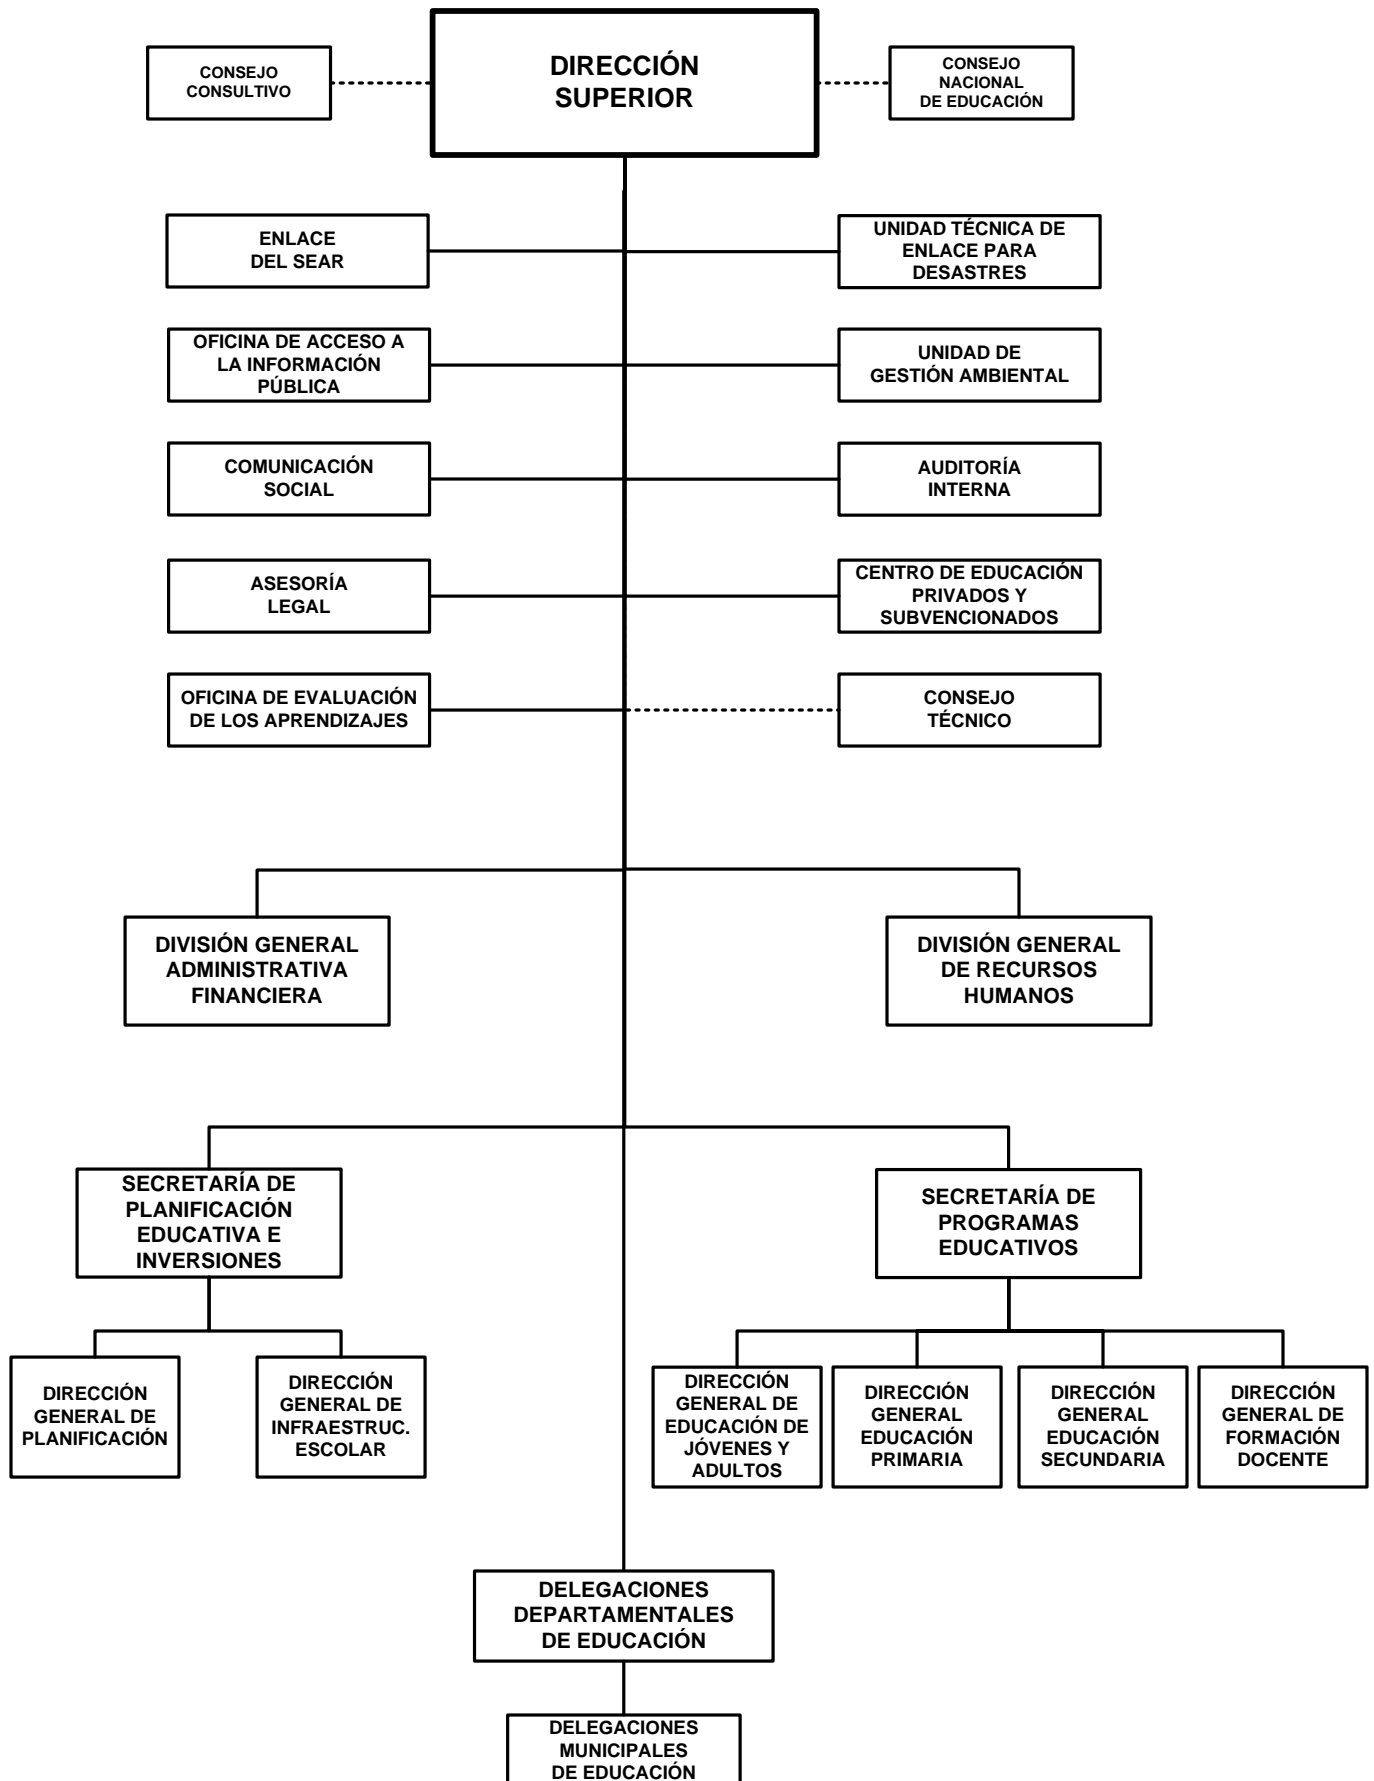 DIRECCIÓN
SUPERIOR
CONSEJO
CONSULTIVO
CONSEJO
NACIONAL
DE EDUCACIÓN
ENLACE
DEL SEAR
UNIDAD TÉCNICA DE
ENLACE PARA
DESASTRES
OFICINA DE ACCESO A
LA INFORMACIÓN
PÚBLICA
UNIDAD DE
GESTIÓN AMBIENTAL
COMUNICACIÓN
SOCIAL
AUDITORÍA
INTERNA
ASESORÍA
LEGAL
CENTRO DE EDUCACIÓN
PRIVADOS Y
SUBVENCIONADOS
OFICINA DE EVALUACIÓN
DE LOS APRENDIZAJES
CONSEJO
TÉCNICO
DIVISIÓN GENERAL
ADMINISTRATIVA
FINANCIERA
DIVISIÓN GENERAL
DE RECURSOS
HUMANOS
SECRETARÍA DE
PLANIFICACIÓN
EDUCATIVA E
INVERSIONES
SECRETARÍA DE
PROGRAMAS
EDUCATIVOS
DIRECCIÓN
GENERAL DE
PLANIFICACIÓN
DIRECCIÓN
GENERAL DE
INFRAESTRUC.
ESCOLAR
DIRECCIÓN
GENERAL DE
EDUCACIÓN DE
JÓVENES Y
ADULTOS
DIRECCIÓN
GENERAL
EDUCACIÓN
PRIMARIA
DIRECCIÓN
GENERAL
EDUCACIÓN
SECUNDARIA
DIRECCIÓN
GENERAL DE
FORMACIÓN
DOCENTE
DELEGACIONES
DEPARTAMENTALES
DE EDUCACIÓN
DELEGACIONES
MUNICIPALES
DE EDUCACIÓN